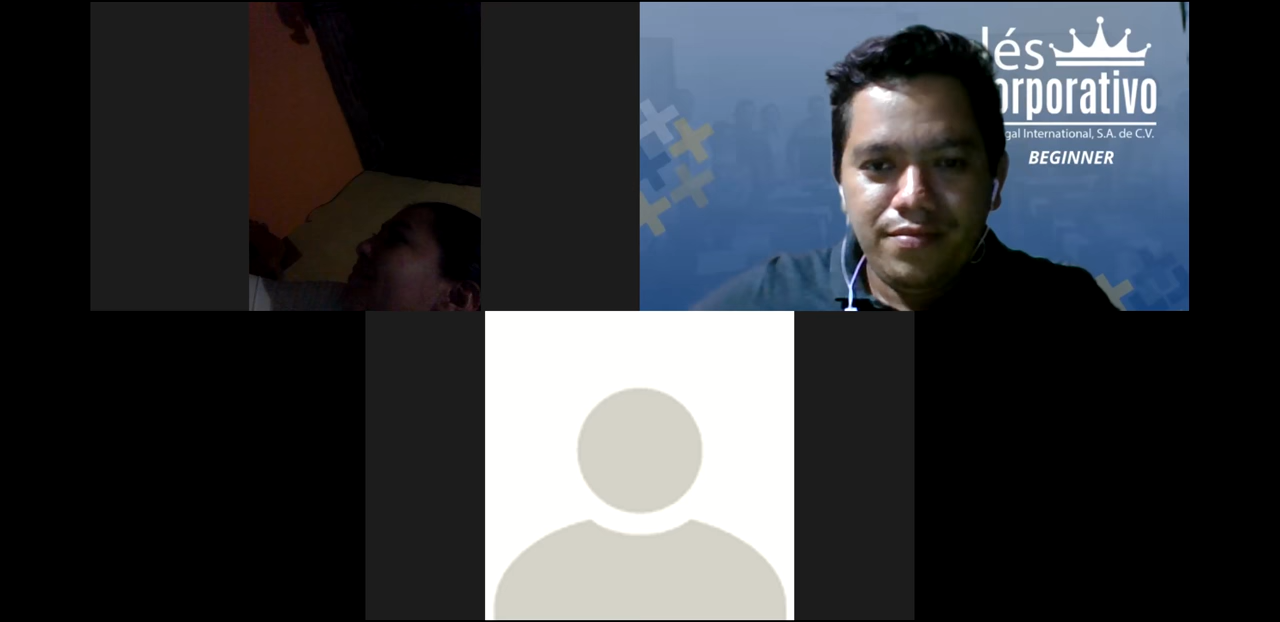 lés
orporativo
gal International, S.A. de C.V.
BEGINNER